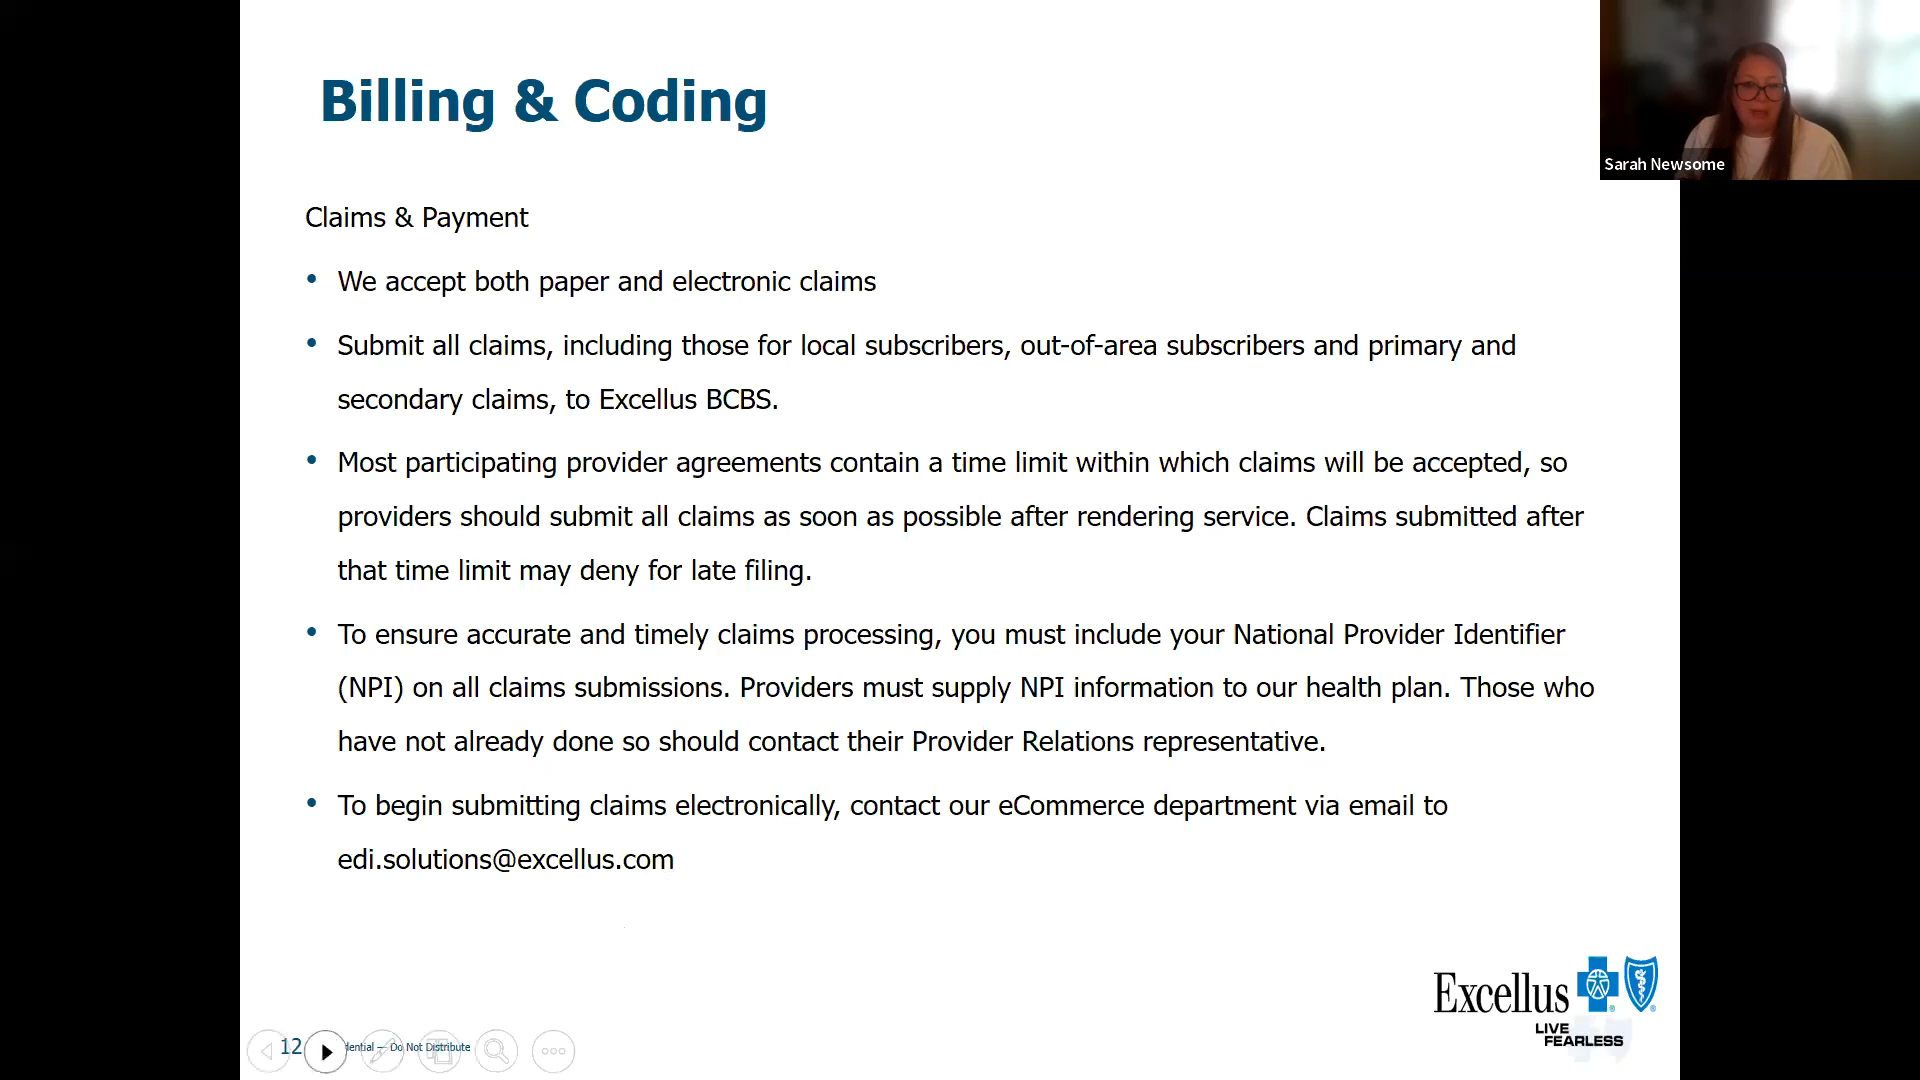 Billing & Coding
Sarah Newsome
Claims & Payment
• We accept both paper and electronic claims
• Submit all claims, including those for local subscribers, out-of-area subscribers and primary and
secondary claims, to Excellus BCBS.
• Most participating provider agreements contain a time limit within which claims will be accepted, so
providers should submit all claims as soon as possible after rendering service. Claims submitted after
that time limit may deny for late filing.
• To ensure accurate and timely claims processing, you must include your National Provider Identifier
(NPI) on all claims submissions. Providers must supply NPI information to our health plan. Those who
have not already done so should contact their Provider Relations representative.
• To begin submitting claims electronically, contact our eCommerce department via email to
edi.solutions@excellus.com
Excellus
LIVE
FEARLESS
12 dential — Do Not Distribute